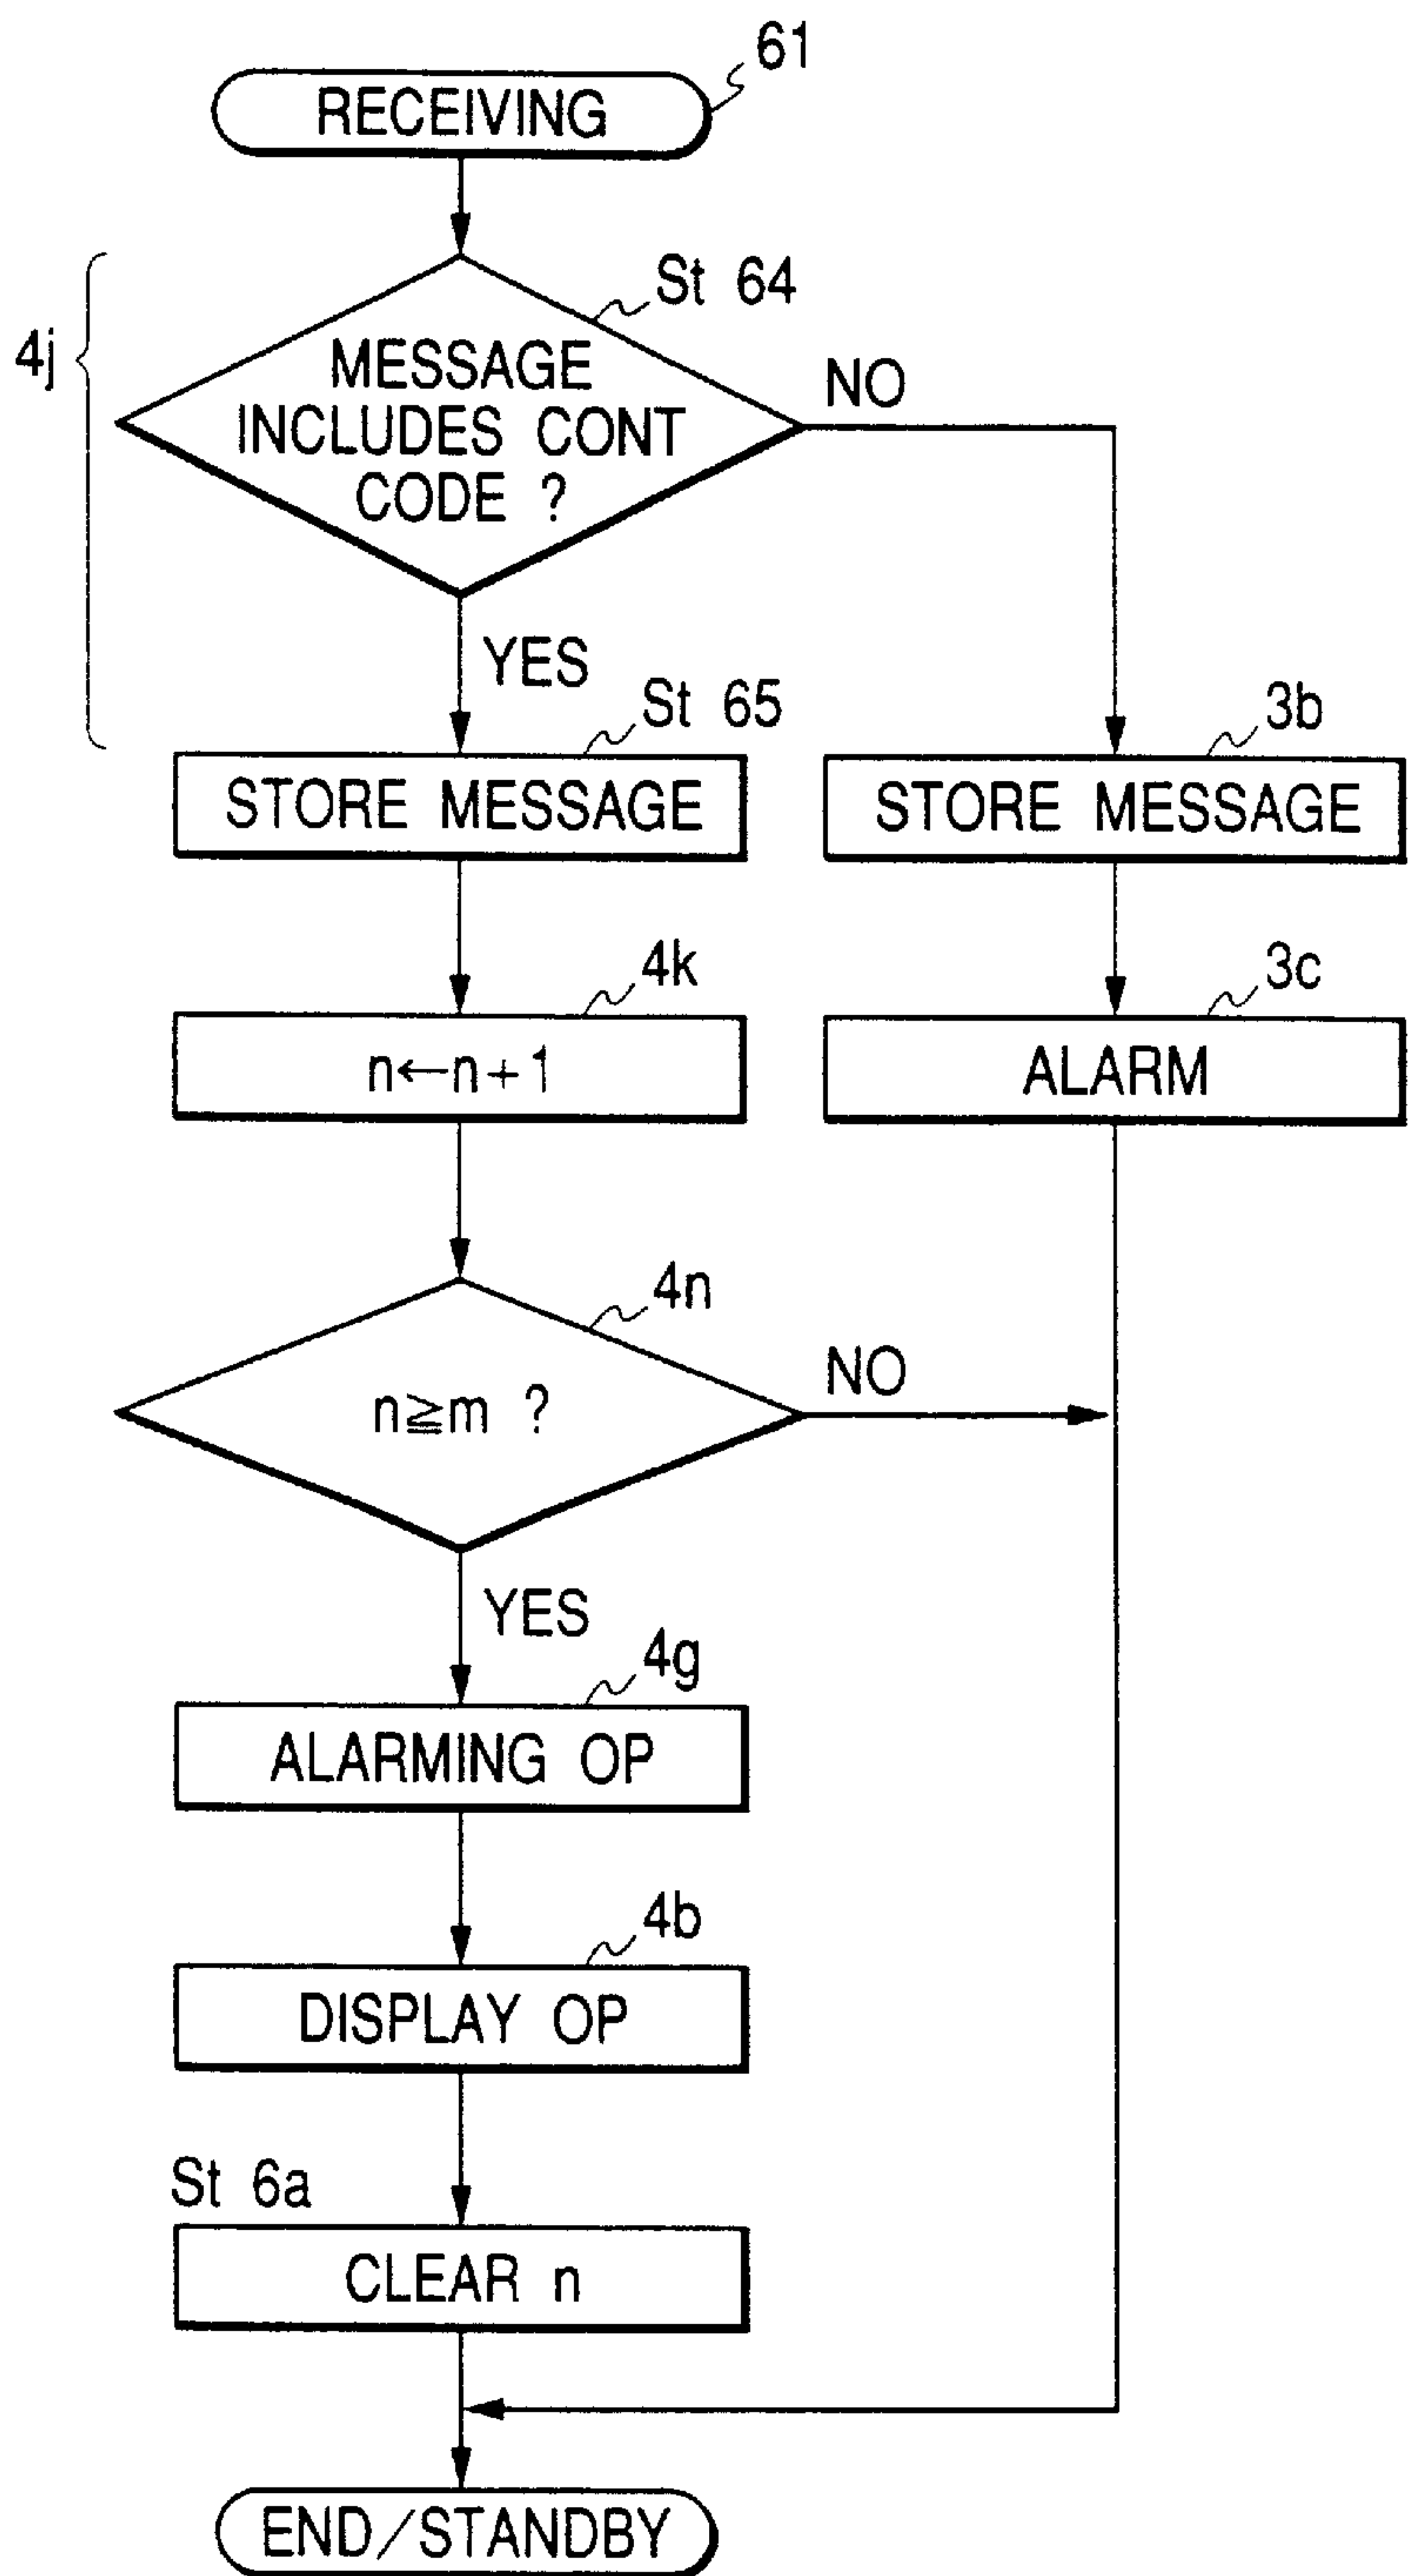 61
RECEIVING
St 64
4j
MESSAGE
INCLUDES CONT
CODE ?
NO
YES
St 65
3b
STORE MESSAGE
STORE MESSAGE
4k
3c
n←n+1
ALARM
4n
n≧m ?
NO
YES
4g
ALARMING OP
4b
DISPLAY OP
St 6a
CLEAR n
END/STANDBY